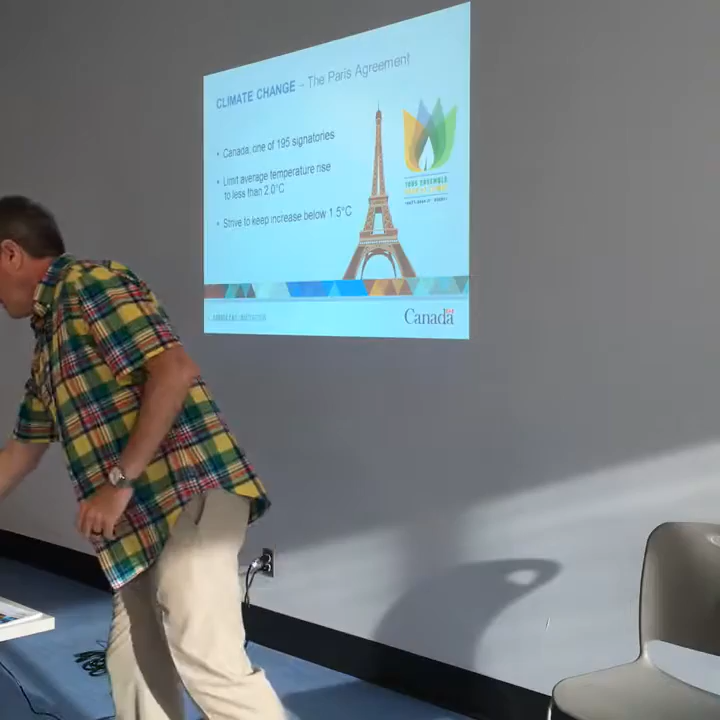 CLIMATE CHANGE – The Paris Agreement
• Canada, one of 195 signatories
• Limit average temperature rise
to less than 2.0°C
• Strive to keep increase below 1.5°C
Canada